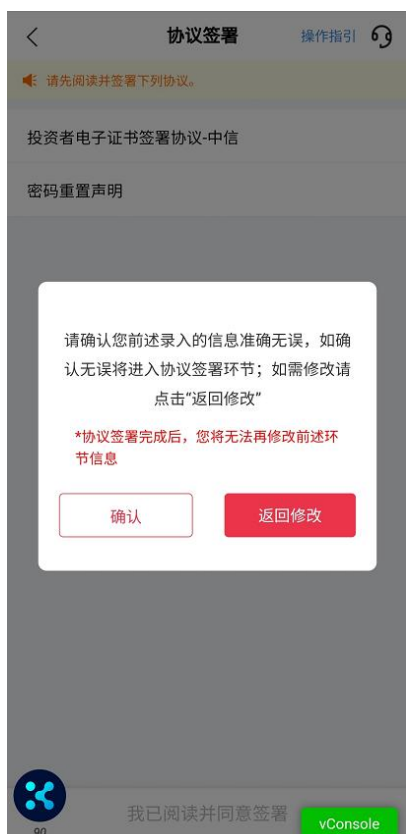 协议签署
操作指引
请先阅读并签署下列协议。
投资者电子证书签署协议-中信
密码重置声明
请确认您前述录入的信息准确无误，如确
认无误将进入协议签署环节；如需修改请
点击“返回修改”
*协议签署完成后，您将无法再修改前述环
节信息
确认
返回修改
我已阅读并同意签署
90
vConsole